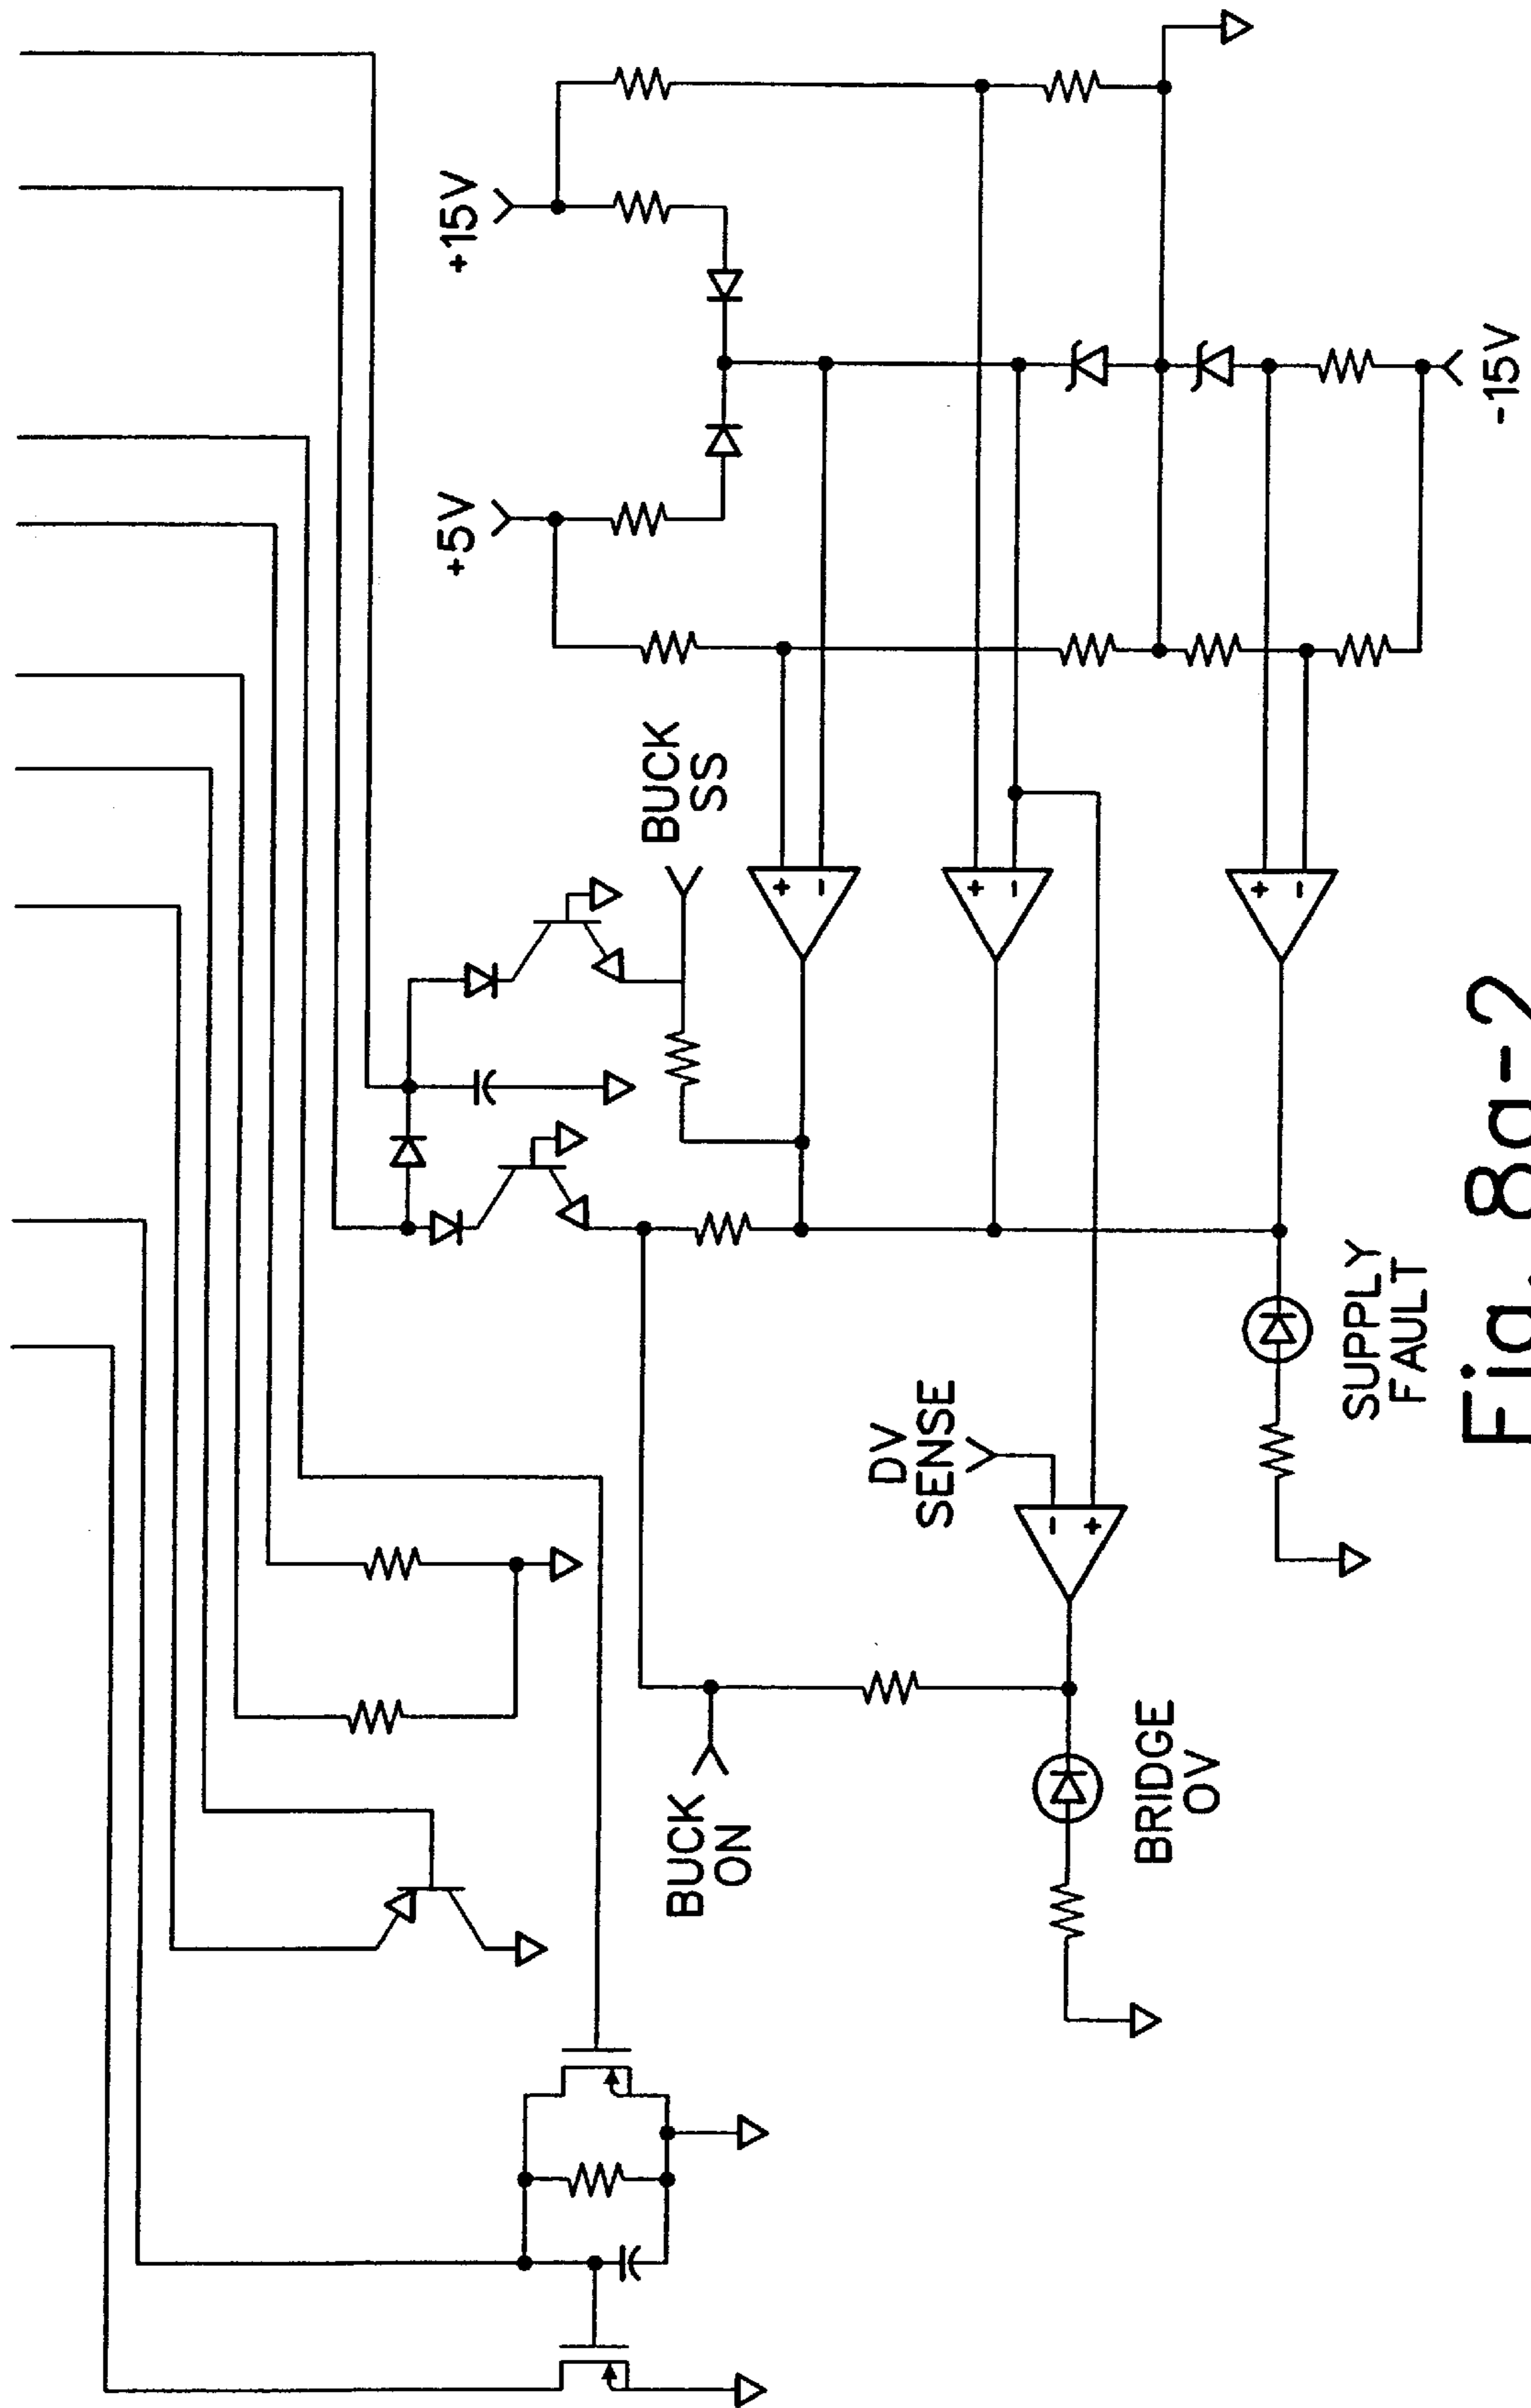 +15V
+5V
-15V
BUCK
SS
+
-
+
-
+
-
DV
SENSE
-
+
BUCK
ON
BRIDGE
OV
SUPPLY
FAULT
Fig. 8a-2